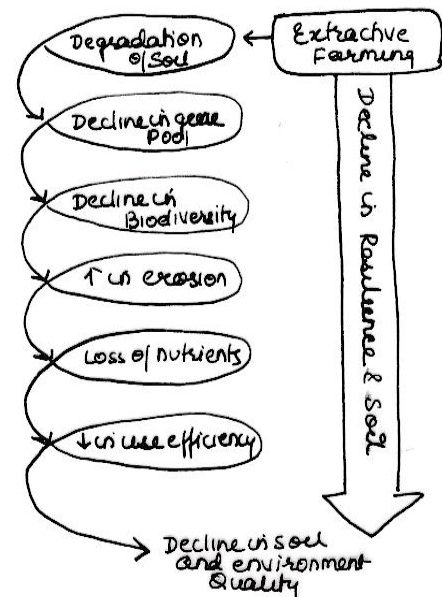 Extractive
Farming
Degradation
of Soil
Decline in gene
Pool
Decline in
Biodiversity
↑ in erosion
Loss of nutrients
↓ in use efficiency
Decline in soil
and environment
Quality
Decline in Resilience & Soil